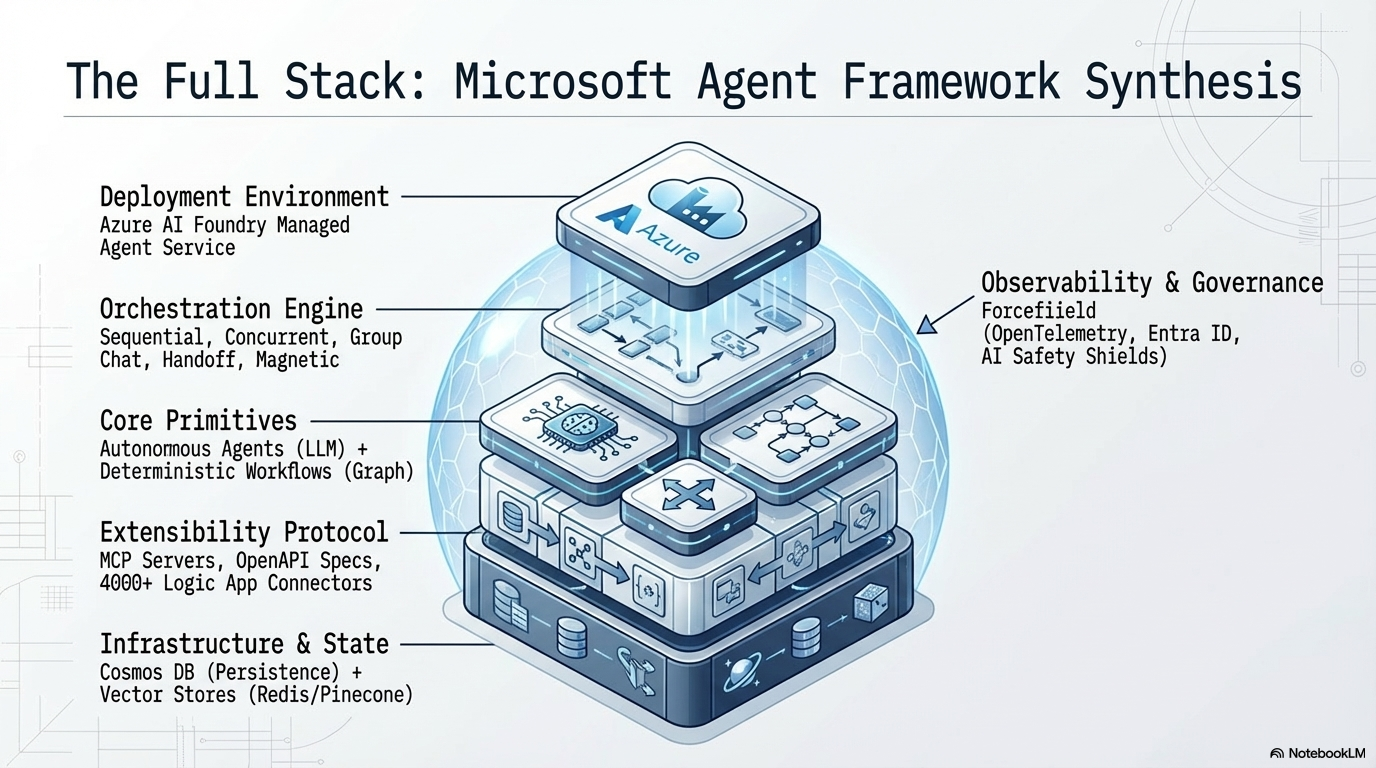 The Full Stack: Microsoft Agent Framework Synthesis
Deployment Environment
Azure AI Foundry Managed
Agent Service
Azure
Orchestration Engine
Sequential, Concurrent, Group
Chat, Handoff, Magnetic
Observability & Governance
Forcefiield
(OpenTelemetry, Entra ID,
AI Safety Shields)
Core Primitives
Autonomous Agents (LLM) +
Deterministic Workflows (Graph)
Extensibility Protocol
MCP Servers, OpenAPI Specs,
4000+ Logic App Connectors
Infrastructure & State
Cosmos DB (Persistence) +
Vector Stores (Redis/Pinecone)
NotebookLM